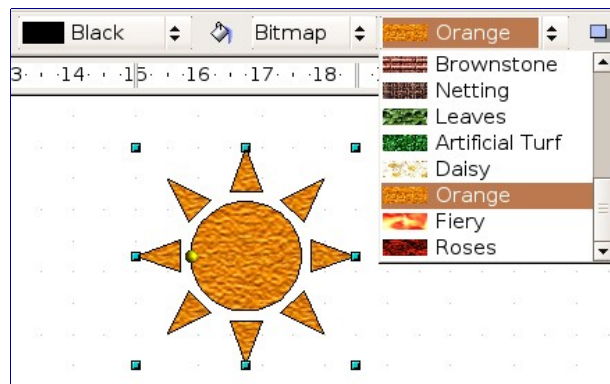 Black Bitmap Orange
3 14 15 16 17 18
Brownstone
Netting
Leaves
Artificial Turf
Daisy
Orange
Fiery
Roses